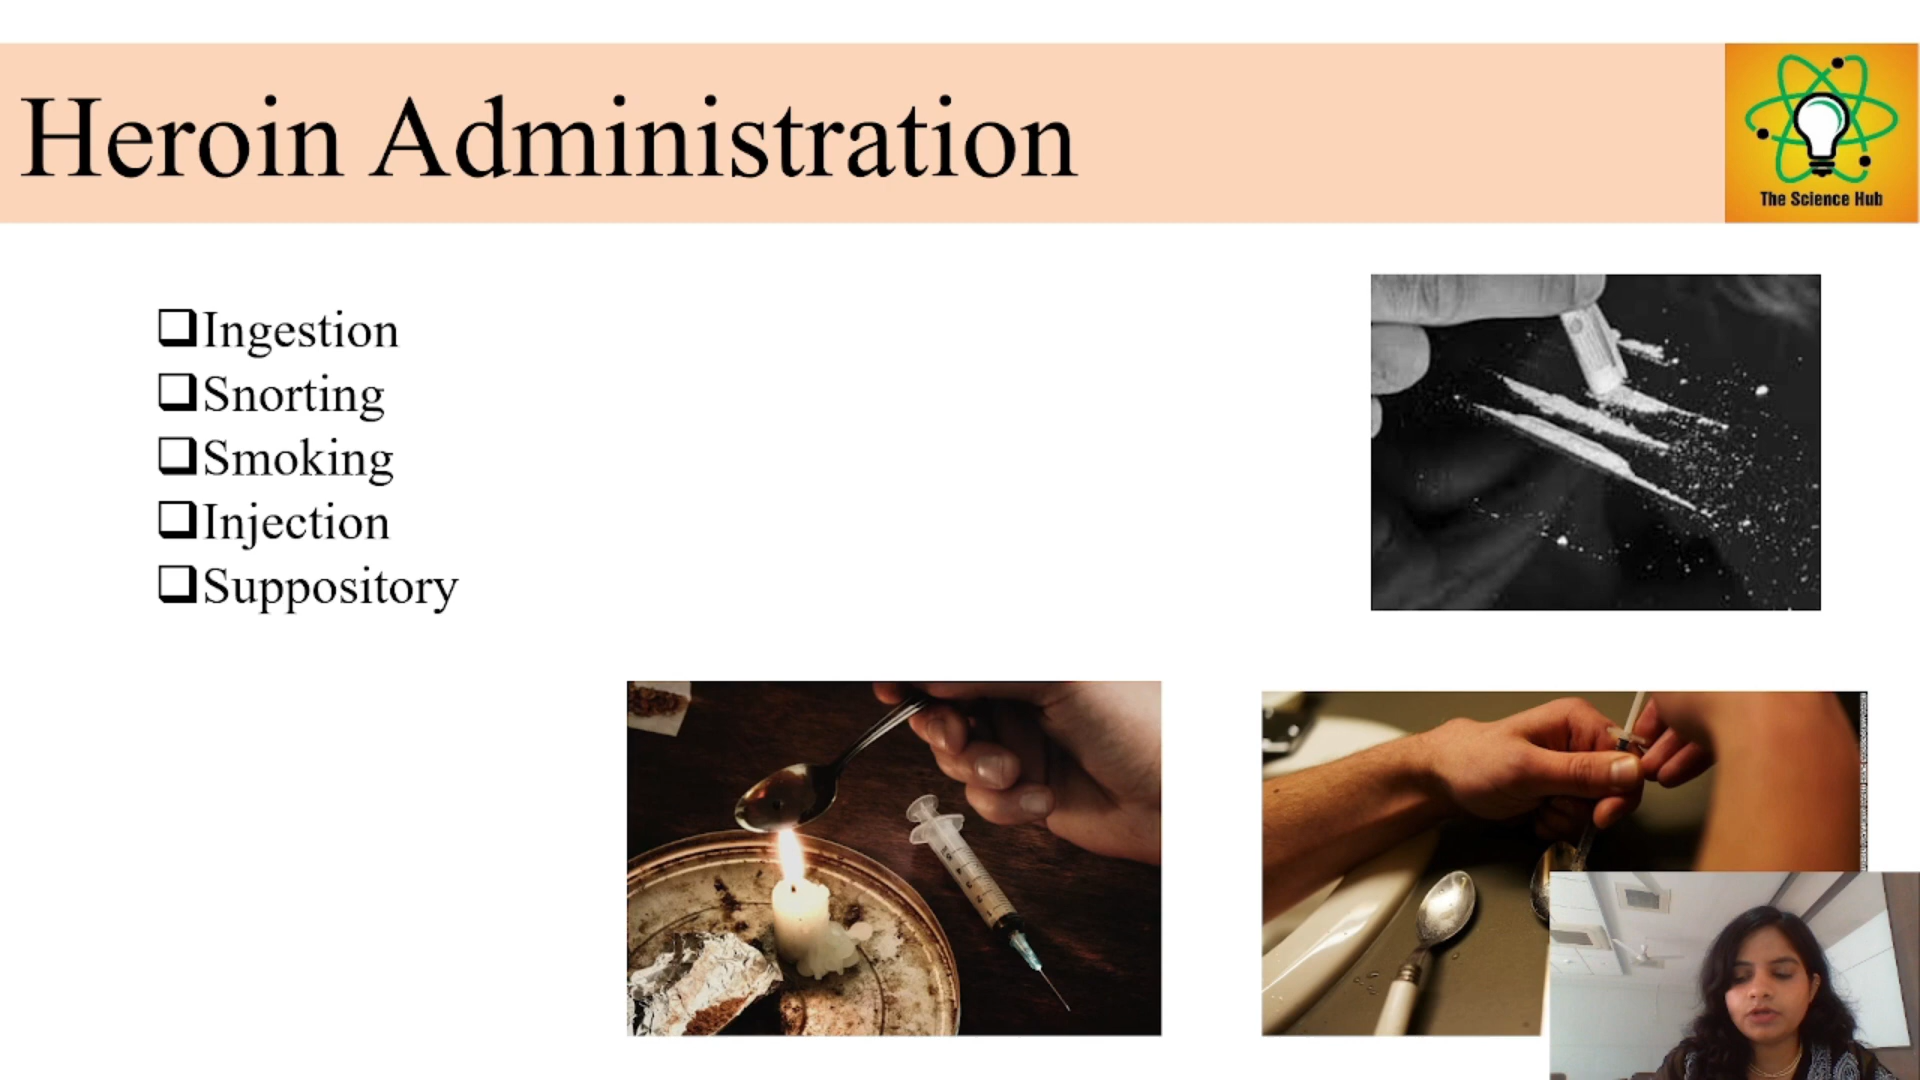 Heroin Administration
The Science Hub
Ingestion
Snorting
Smoking
Injection
Suppository